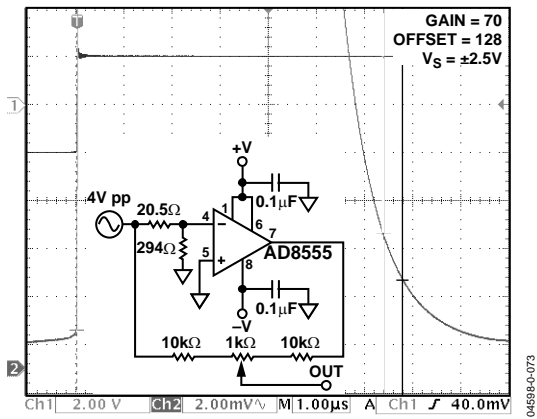 T
GAIN = 70
OFFSET = 128
VS = ±2.5V
1
+V
4V pp
20.5Ω
0.1μF
1
4
6
294Ω
7
5
AD8555
8
0.1μF
–V
10kΩ
1kΩ
10kΩ
2
OUT
Ch1 2.00 V Ch2 2.00mV∿ M 1.00μs A Ch1 ƒ 40.0mV
04598-0-073